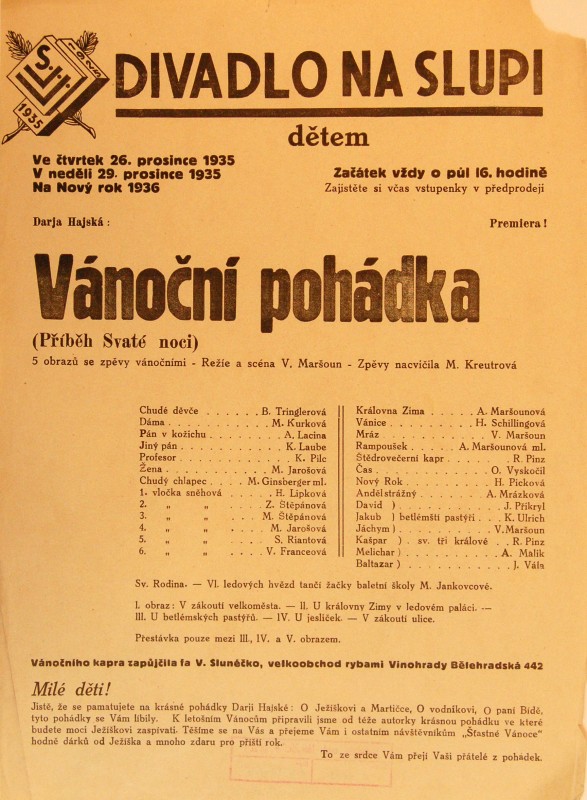 S.J.J.
1935
DIVADLO NA SLUPI
dětem
Ve čtvrtek 26. prosince 1935
V neděli 29. prosince 1935
Na Nový rok 1936
Začátek vždy o půl 16. hodině
Zajistěte si včas vstupenky v předprodeji
Darja Hajská:
Premiera!
Vánoční pohádka
(Příběh Svaté noci)
5 obrazů se zpěvy vánočními - Režie a scéna V. Maršoun - Zpěvy nacvičila M. Kreutrová
Chudé děvče . . . . . . B. Tringlerová
Dáma . . . . . . . . . M. Kurková
Pán v kožichu . . . . . . . A. Lacina
Jiný pán . . . . . . . . . K. Laube
Profesor . . . . . . . . . K. Pilc
Žena . . . . . . . . . M. Jarošová
Chudý chlapec . . . . M. Ginsberger ml.
1. vločka sněhová . . . . . H. Lipková
2. „ „ . . . . Z. Štěpánová
3. „ „ . . . . M. Štěpánová
4. „ „ . . . . M. Jarošová
5. „ „ . . . . S. Riantová
6. „ „ . . . . V. Franceová
Královna Zima . . . . . A. Maršounová
Vánice . . . . . . . H. Schillingová
Mráz . . . . . . . . V. Maršoun
Rampoušek . . . . A. Maršounová ml.
Štědrovečerní kapr . . . . . R. Pinz
Čas . . . . . . . . O. Vyskočil
Nový Rok . . . . . . . H. Picková
Anděl strážný . . . . . A. Mrázková
David ) . . . . . . J. Přikryl
Jakub ) betlémští pastýři . . . K. Ulrich
Jáchym ) . . . . . . V. Maršoun
Kašpar ) . sv. tři králové . . R. Pinz
Melichar ) . . . . . . . A. Malik
Baltazar ) . . . . . . . J. Vála
Sv. Rodina. — VI. ledových hvězd tančí žačky baletní školy M. Jankovcové.
I. obraz: V zákoutí velkoměsta. — II. U královny Zimy v ledovém paláci. —
III. U betlémských pastýřů. — IV. U jesliček. — V zákoutí ulice.
Přestávka pouze mezi III., IV. a V. obrazem.
Vánočního kapra zapůjčila fa V. Slunéčko, velkoobchod rybami Vinohrady Bělehradská 442
Milé děti!
Jistě, že se pamatujete na krásné pohádky Darji Hajské: O Ježíškovi a Martičce, O vodníkovi, O paní Bídě,
tyto pohádky se Vám líbily. K letošním Vánocům připravili jsme od téže autorky krásnou pohádku ve které
budete moci Ježíškovi zaspívati. Těšíme se na Vás a přejeme Vám i ostatním návštěvníkům „Šťastné Vánoce“
hodně dárků od Ježíška a mnoho zdaru pro příští rok.
To ze srdce Vám přejí Vaši přátelé z pohádek.